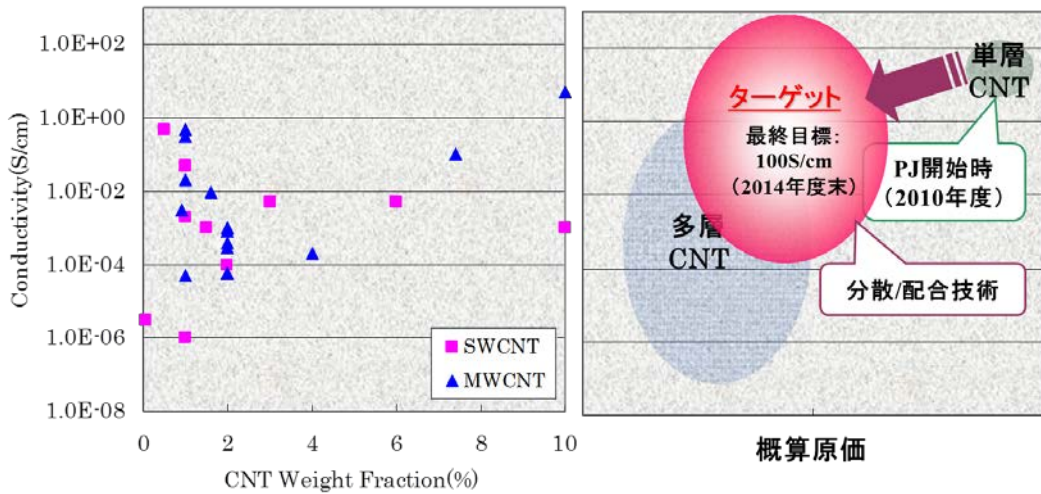 Conductivity(S/cm)
1.0E+02
1.0E+00
1.0E-02
1.0E-04
1.0E-06
1.0E-08
0
2
4
6
8
10
CNT Weight Fraction(%)
SWCNT
MWCNT
単層
CNT
ターゲット
最終目標:
100S/cm
(2014年度末)
PJ開始時
(2010年度)
多層
CNT
分散/配合技術
概算原価